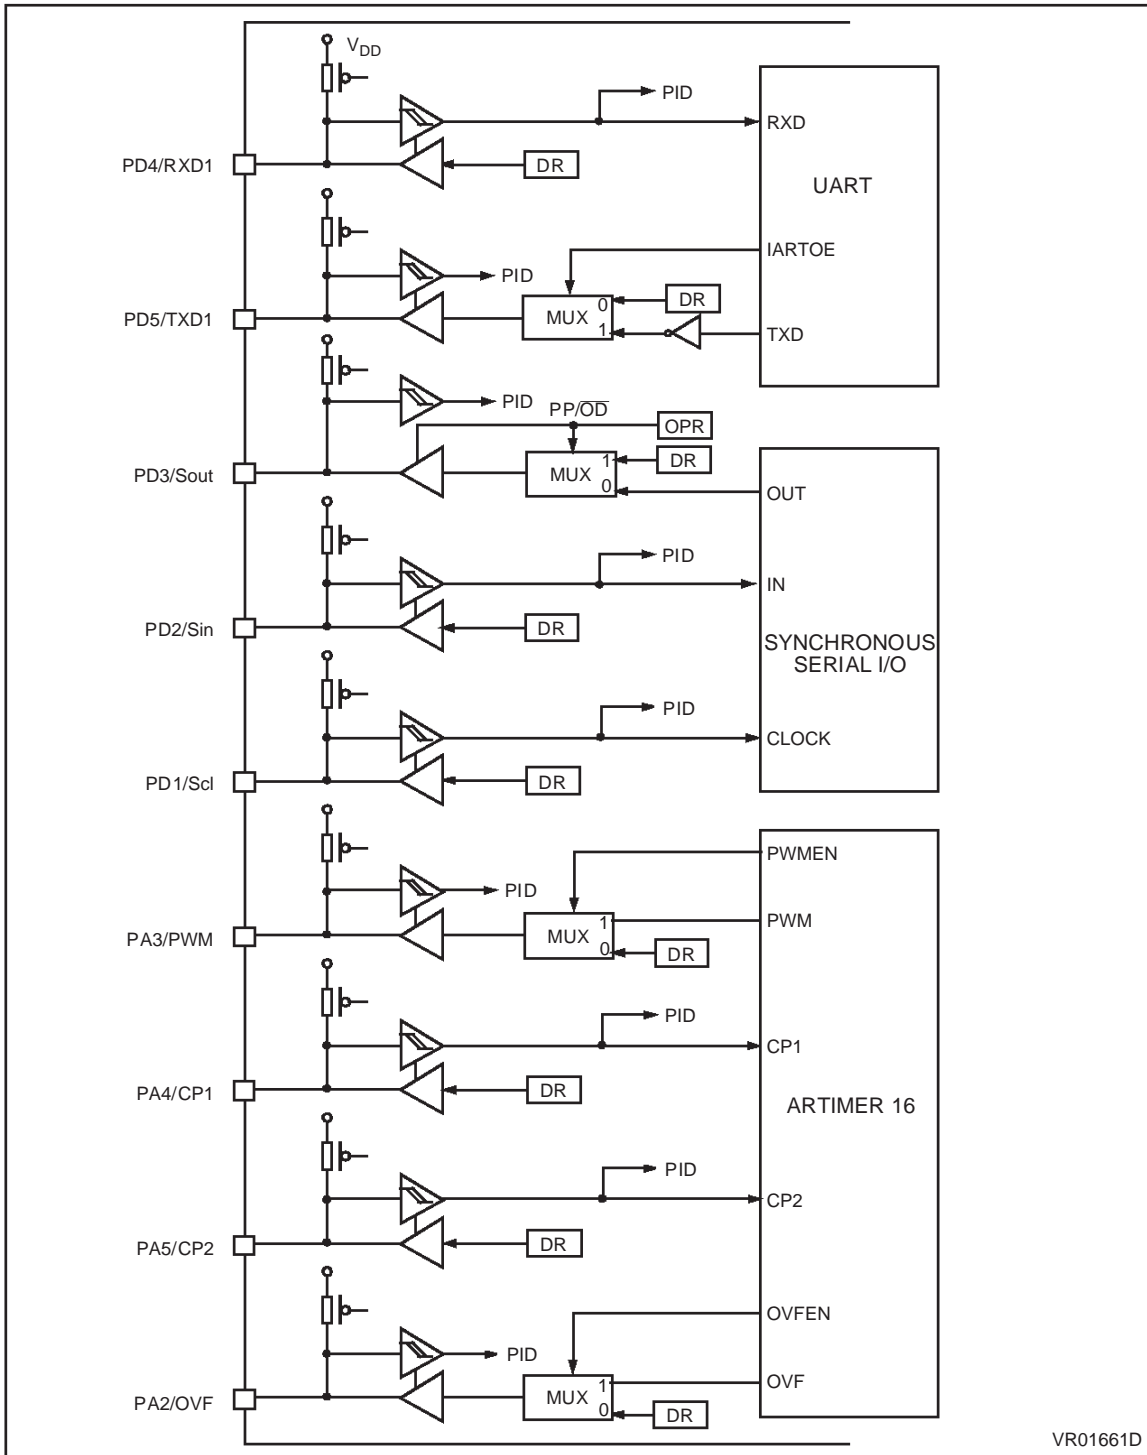 VDD
PID
RXD
PD4/RXD1
DR
UART
IARTOE
PID
DR
0
PD5/TXD1
MUX
1
TXD
PID
PP/OD
OPR
DR
1
PD3/Sout
MUX
0
OUT
PID
IN
PD2/Sin
DR
SYNCHRONOUS
SERIAL I/O
PID
CLOCK
PD1/Scl
DR
PWMEN
PID
1
PWM
PA3/PWM
MUX
0
DR
PID
CP1
PA4/CP1
DR
ARTIMER 16
PID
CP2
PA5/CP2
DR
OVFEN
PID
1
OVF
PA2/OVF
MUX
0
DR
VR01661D